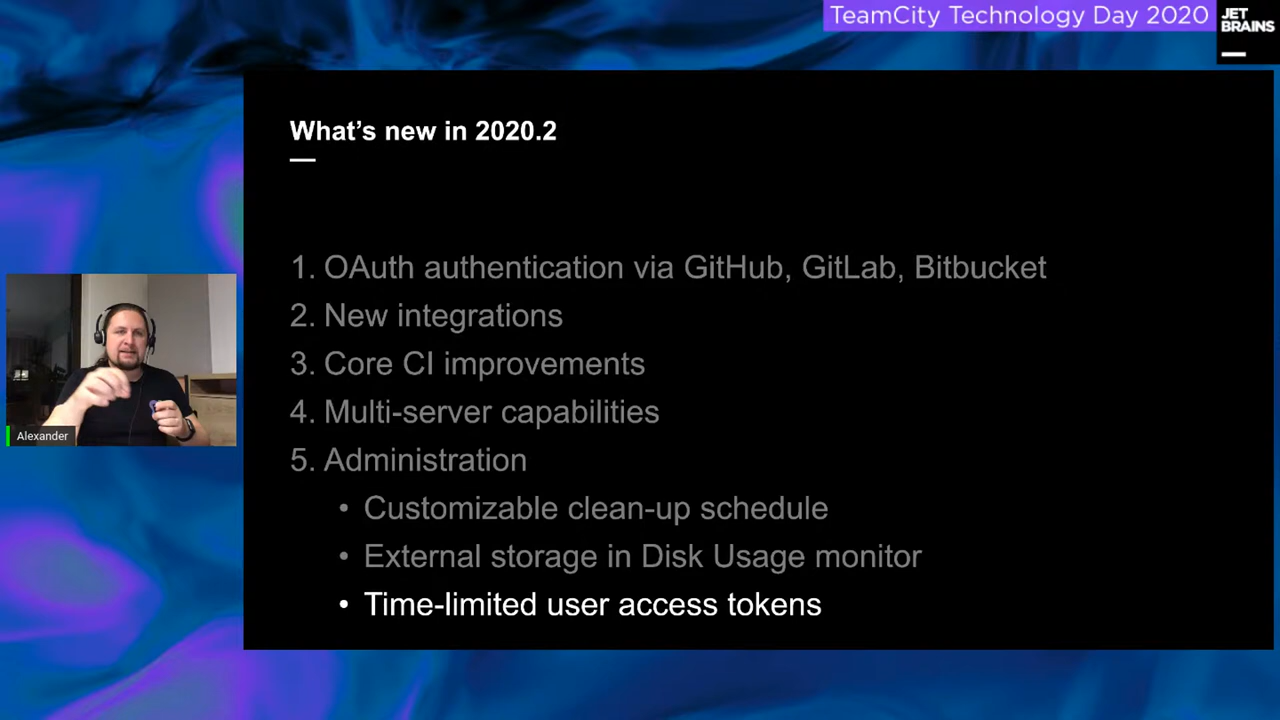 TeamCity Technology Day 2020
JET
BRAINS
What's new in 2020.2
1. OAuth authentication via GitHub, GitLab, Bitbucket
2. New integrations
3. Core CI improvements
4. Multi-server capabilities
5. Administration
• Customizable clean-up schedule
• External storage in Disk Usage monitor
• Time-limited user access tokens
Alexander